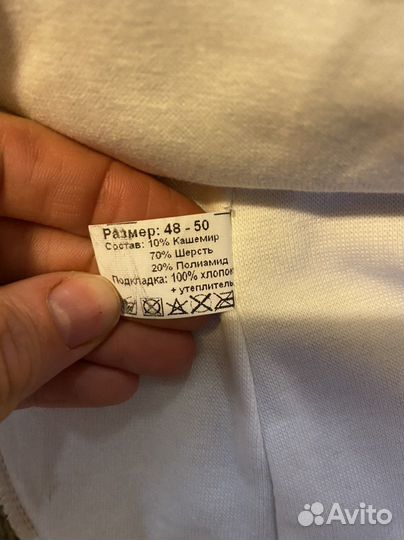 Размер: 48 - 50
Состав: 10% Кашемир
70% Шерсть
20% Полиамид
Подкладка: 100% хлопок
+ утеплитель
Avito